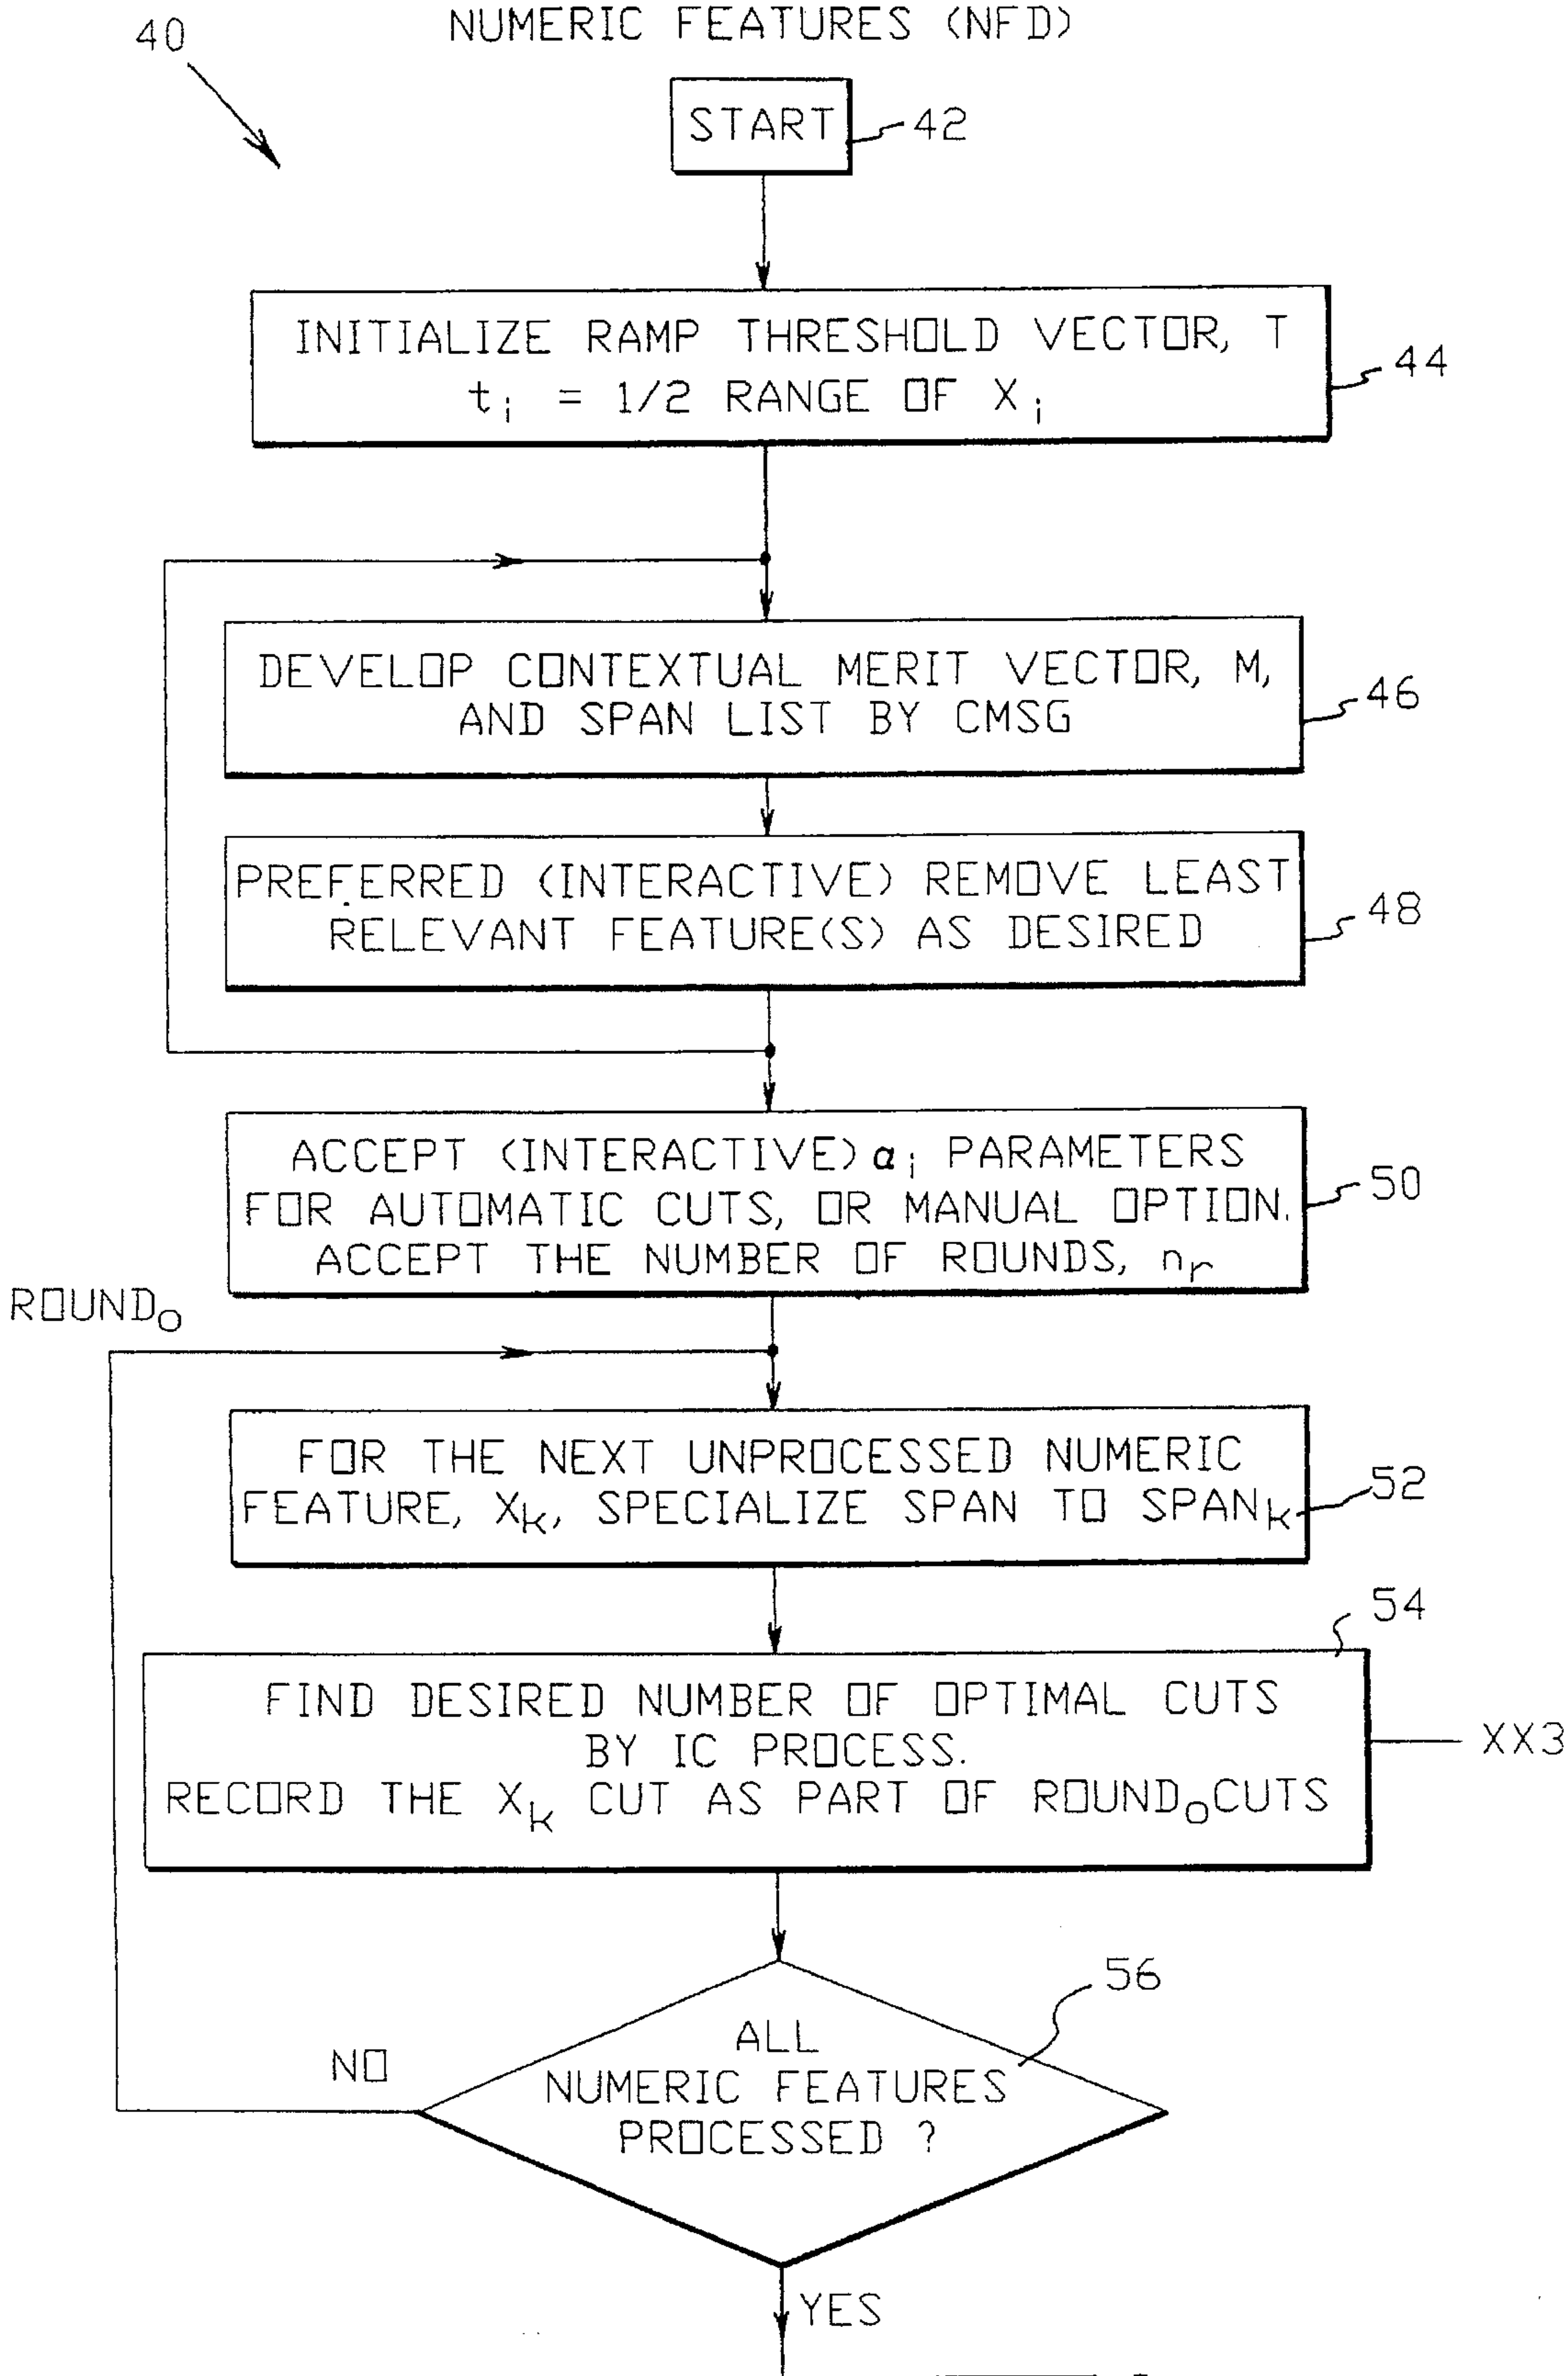 NUMERIC FEATURES (NFD)
40
START
42
INITIALIZE RAMP THRESHOLD VECTOR, T
tᵢ = 1/2 RANGE OF Xᵢ
44
DEVELOP CONTEXTUAL MERIT VECTOR, M,
AND SPAN LIST BY CMSG
46
PREFERRED (INTERACTIVE) REMOVE LEAST
RELEVANT FEATURE(S) AS DESIRED
48
ACCEPT (INTERACTIVE) αᵢ PARAMETERS
FOR AUTOMATIC CUTS, OR MANUAL OPTION.
ACCEPT THE NUMBER OF ROUNDS, nᵣ
50
ROUND₀
FOR THE NEXT UNPROCESSED NUMERIC
FEATURE, Xₖ, SPECIALIZE SPAN TO SPANₖ
52
54
FIND DESIRED NUMBER OF OPTIMAL CUTS
BY IC PROCESS.
RECORD THE Xₖ CUT AS PART OF ROUND₀ CUTS
XX3
56
ALL
NUMERIC FEATURES
PROCESSED ?
NO
YES